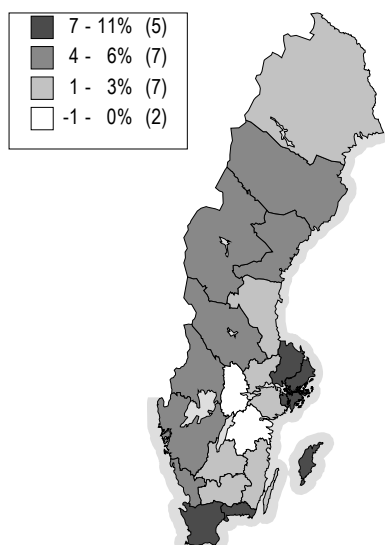 7 - 11% (5)
4 - 6% (7)
1 - 3% (7)
-1 - 0% (2)